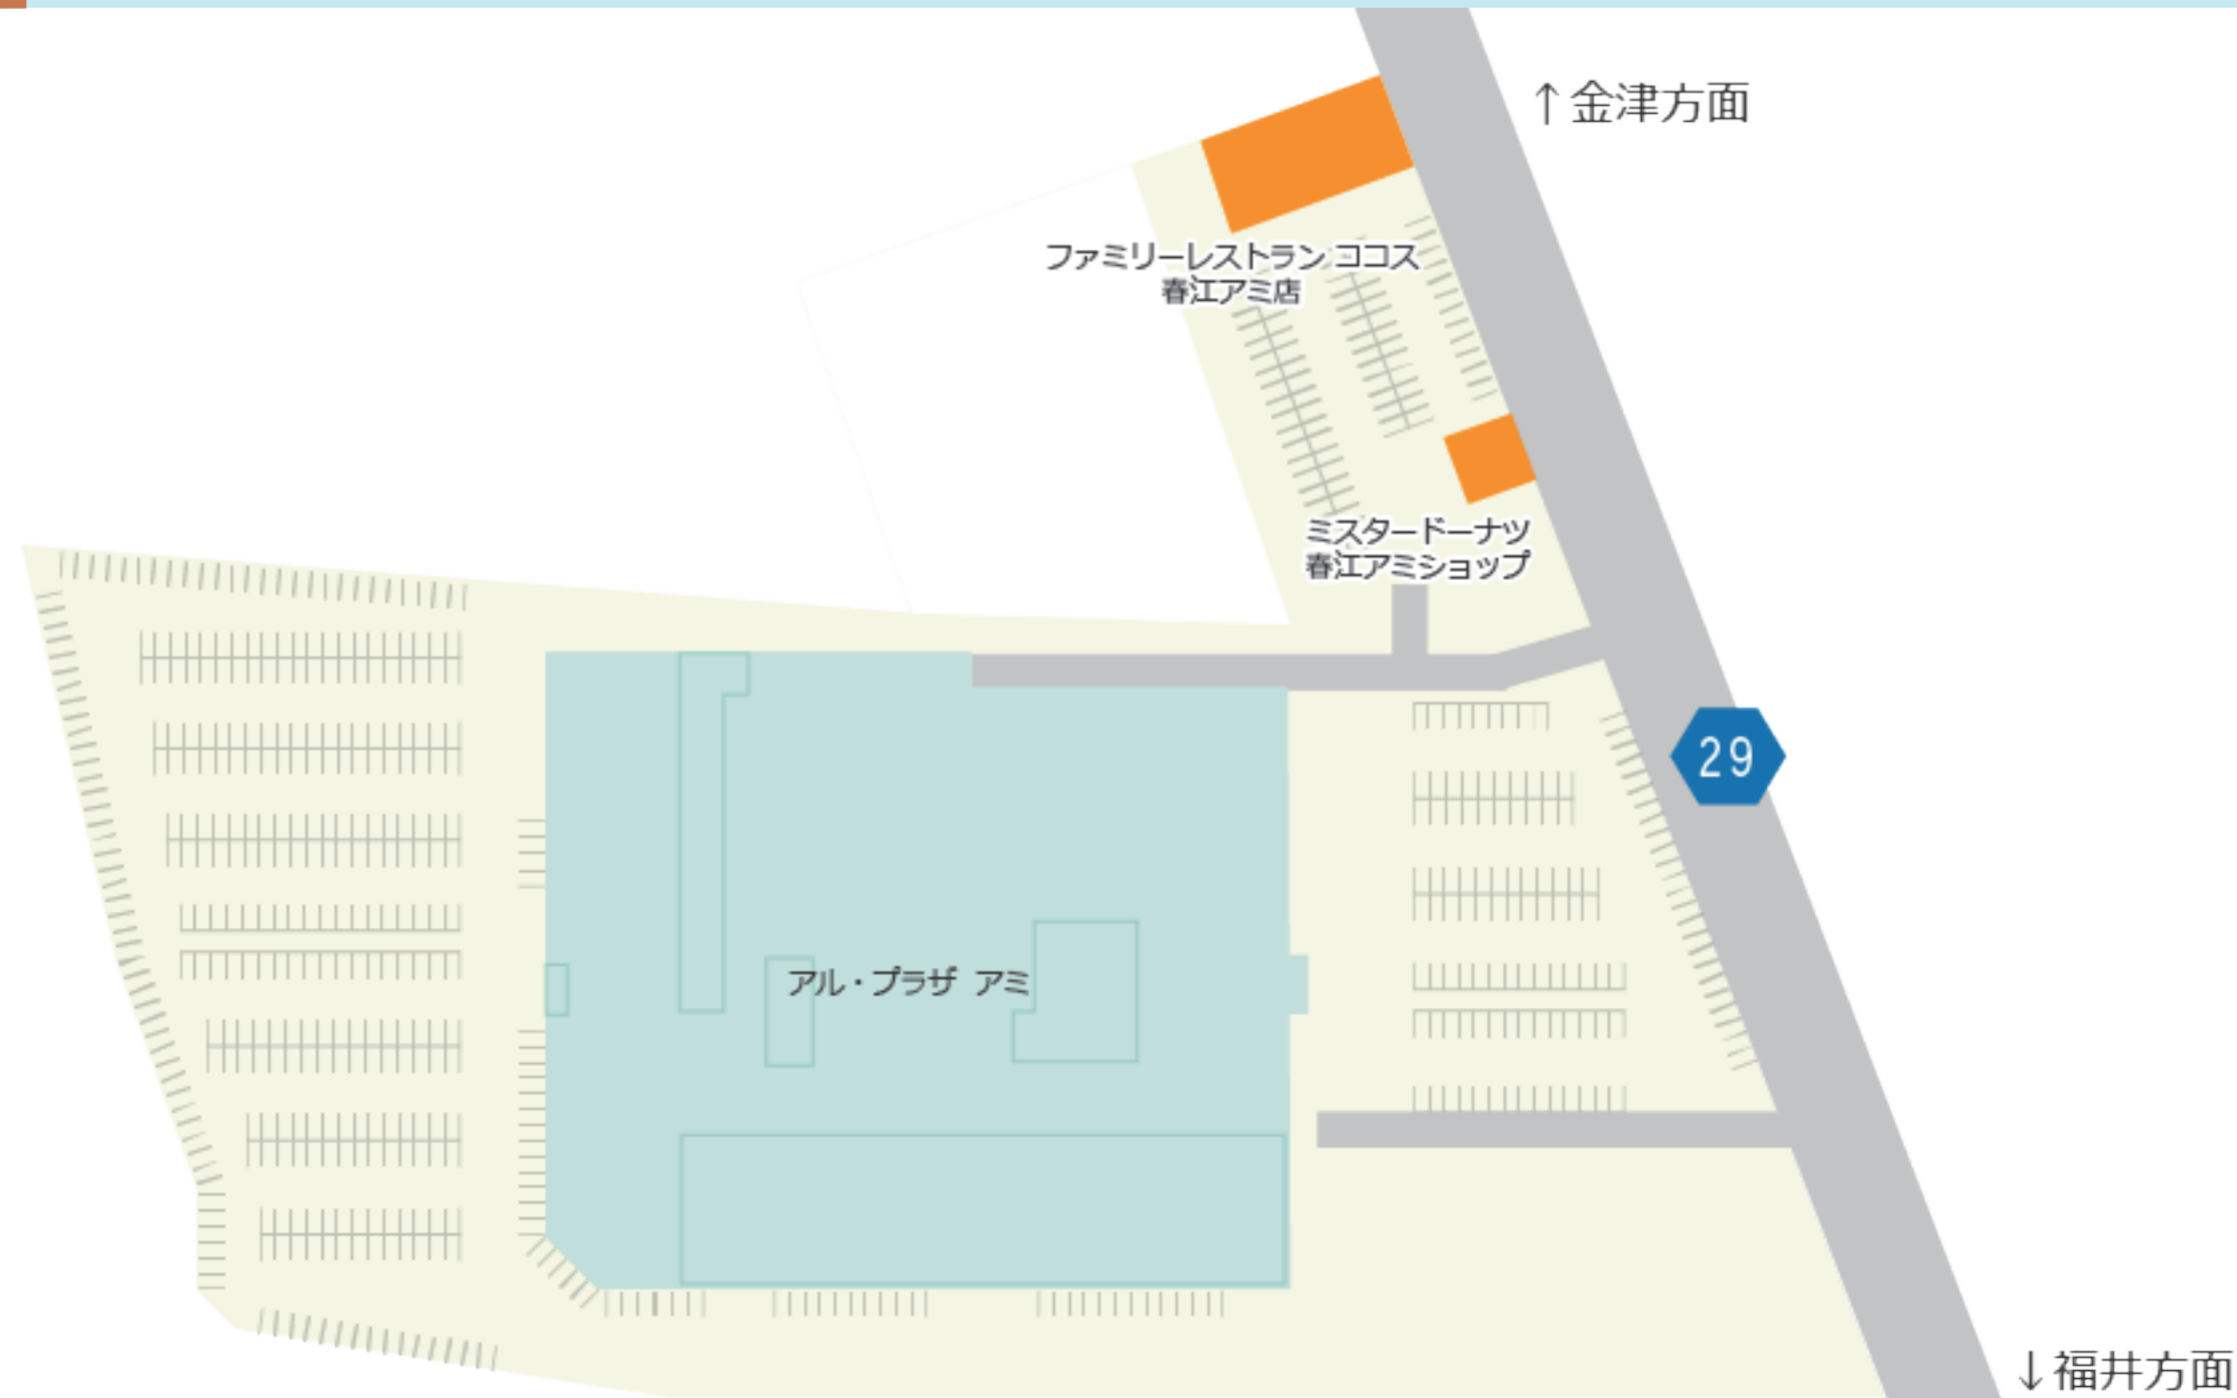 ↑金津方面
ファミリーレストラン ココス
春江アミ店
ミスタードーナツ
春江アミショップ
29
アル・プラザ アミ
↓福井方面